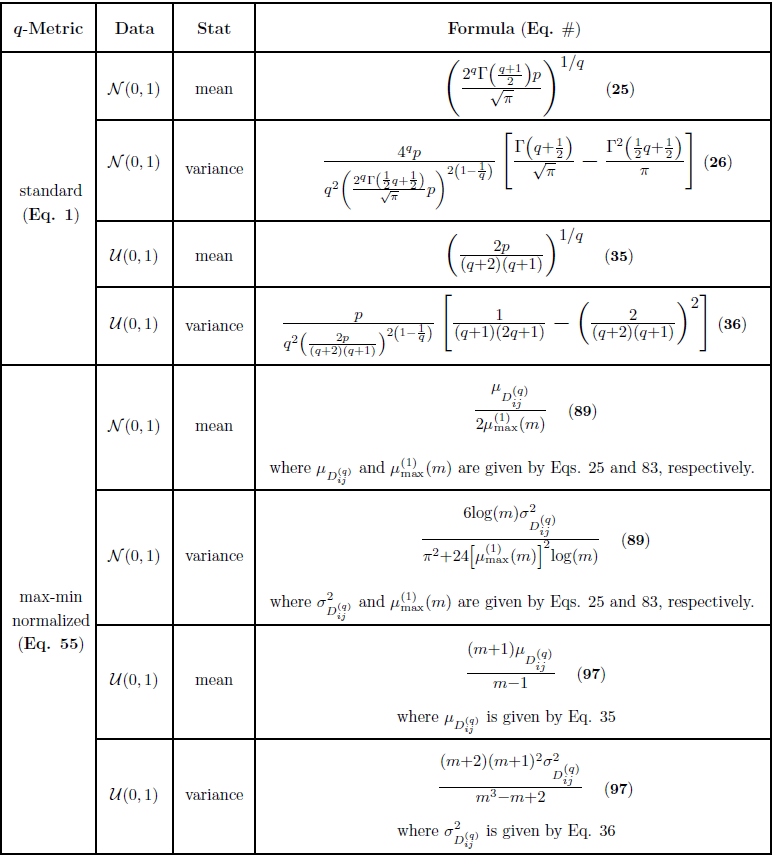 q-Metric Data Stat Formula (Eq. #)
standard (Eq. 1)
𝒩(0, 1) mean $\left(\frac{2^q\Gamma\left(\frac{q+1}{2}\right)p}{\sqrt{\pi}}\right)^{1/q}$ (25)
𝒩(0, 1) variance $\frac{4^q p}{q^2\left(\frac{2^q\Gamma\left(\frac{1}{2}q+\frac{1}{2}\right)}{\sqrt{\pi}}p\right)^{2\left(1-\frac{1}{q}\right)}}\left[\frac{\Gamma\left(q+\frac{1}{2}\right)}{\sqrt{\pi}}-\frac{\Gamma^2\left(\frac{1}{2}q+\frac{1}{2}\right)}{\pi}\right]$ (26)
𝒰(0, 1) mean $\left(\frac{2p}{(q+2)(q+1)}\right)^{1/q}$ (35)
𝒰(0, 1) variance $\frac{p}{q^2\left(\frac{2p}{(q+2)(q+1)}\right)^{2\left(1-\frac{1}{q}\right)}}\left[\frac{1}{(q+1)(2q+1)}-\left(\frac{2}{(q+2)(q+1)}\right)^2\right]$ (36)
max-min
normalized
(Eq. 55)
𝒩(0, 1) mean $\frac{\mu_{D_{ij}^{(q)}}}{2\mu_{\max}^{(1)}(m)}$ (89)
where $\mu_{D_{ij}^{(q)}}$ and $\mu_{\max}^{(1)}(m)$ are given by Eqs. 25 and 83, respectively.
𝒩(0, 1) variance $\frac{6\log(m)\sigma^2_{D_{ij}^{(q)}}}{\pi^2+24\left[\mu_{\max}^{(1)}(m)\right]^2\log(m)}$ (89)
where $\sigma^2_{D_{ij}^{(q)}}$ and $\mu_{\max}^{(1)}(m)$ are given by Eqs. 25 and 83, respectively.
𝒰(0, 1) mean $\frac{(m+1)\mu_{D_{ij}^{(q)}}}{m-1}$ (97)
where $\mu_{D_{ij}^{(q)}}$ is given by Eq. 35
𝒰(0, 1) variance $\frac{(m+2)(m+1)^2\sigma^2_{D_{ij}^{(q)}}}{m^3-m+2}$ (97)
where $\sigma^2_{D_{ij}^{(q)}}$ is given by Eq. 36